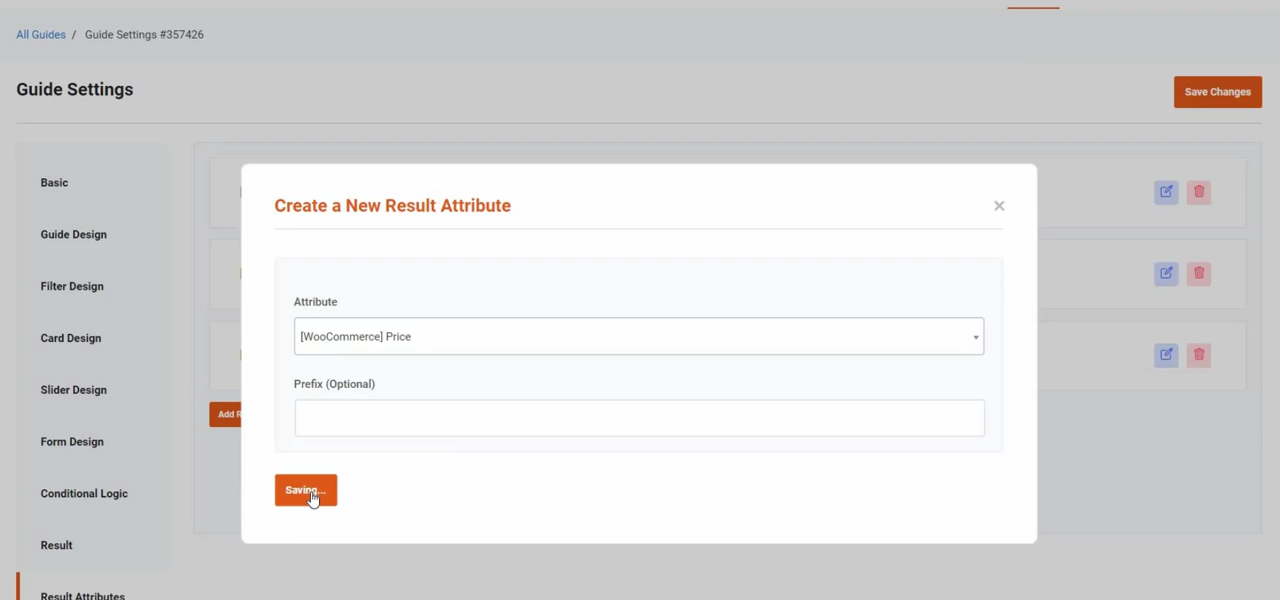 All Guides / Guide Settings #357426
Guide Settings
Save Changes
Basic
Guide Design
Filter Design
Card Design
Slider Design
Form Design
Conditional Logic
Result
Result Attributes
Create a New Result Attribute
×
Attribute
[WooCommerce] Price
Prefix (Optional)
Saving...
Add R